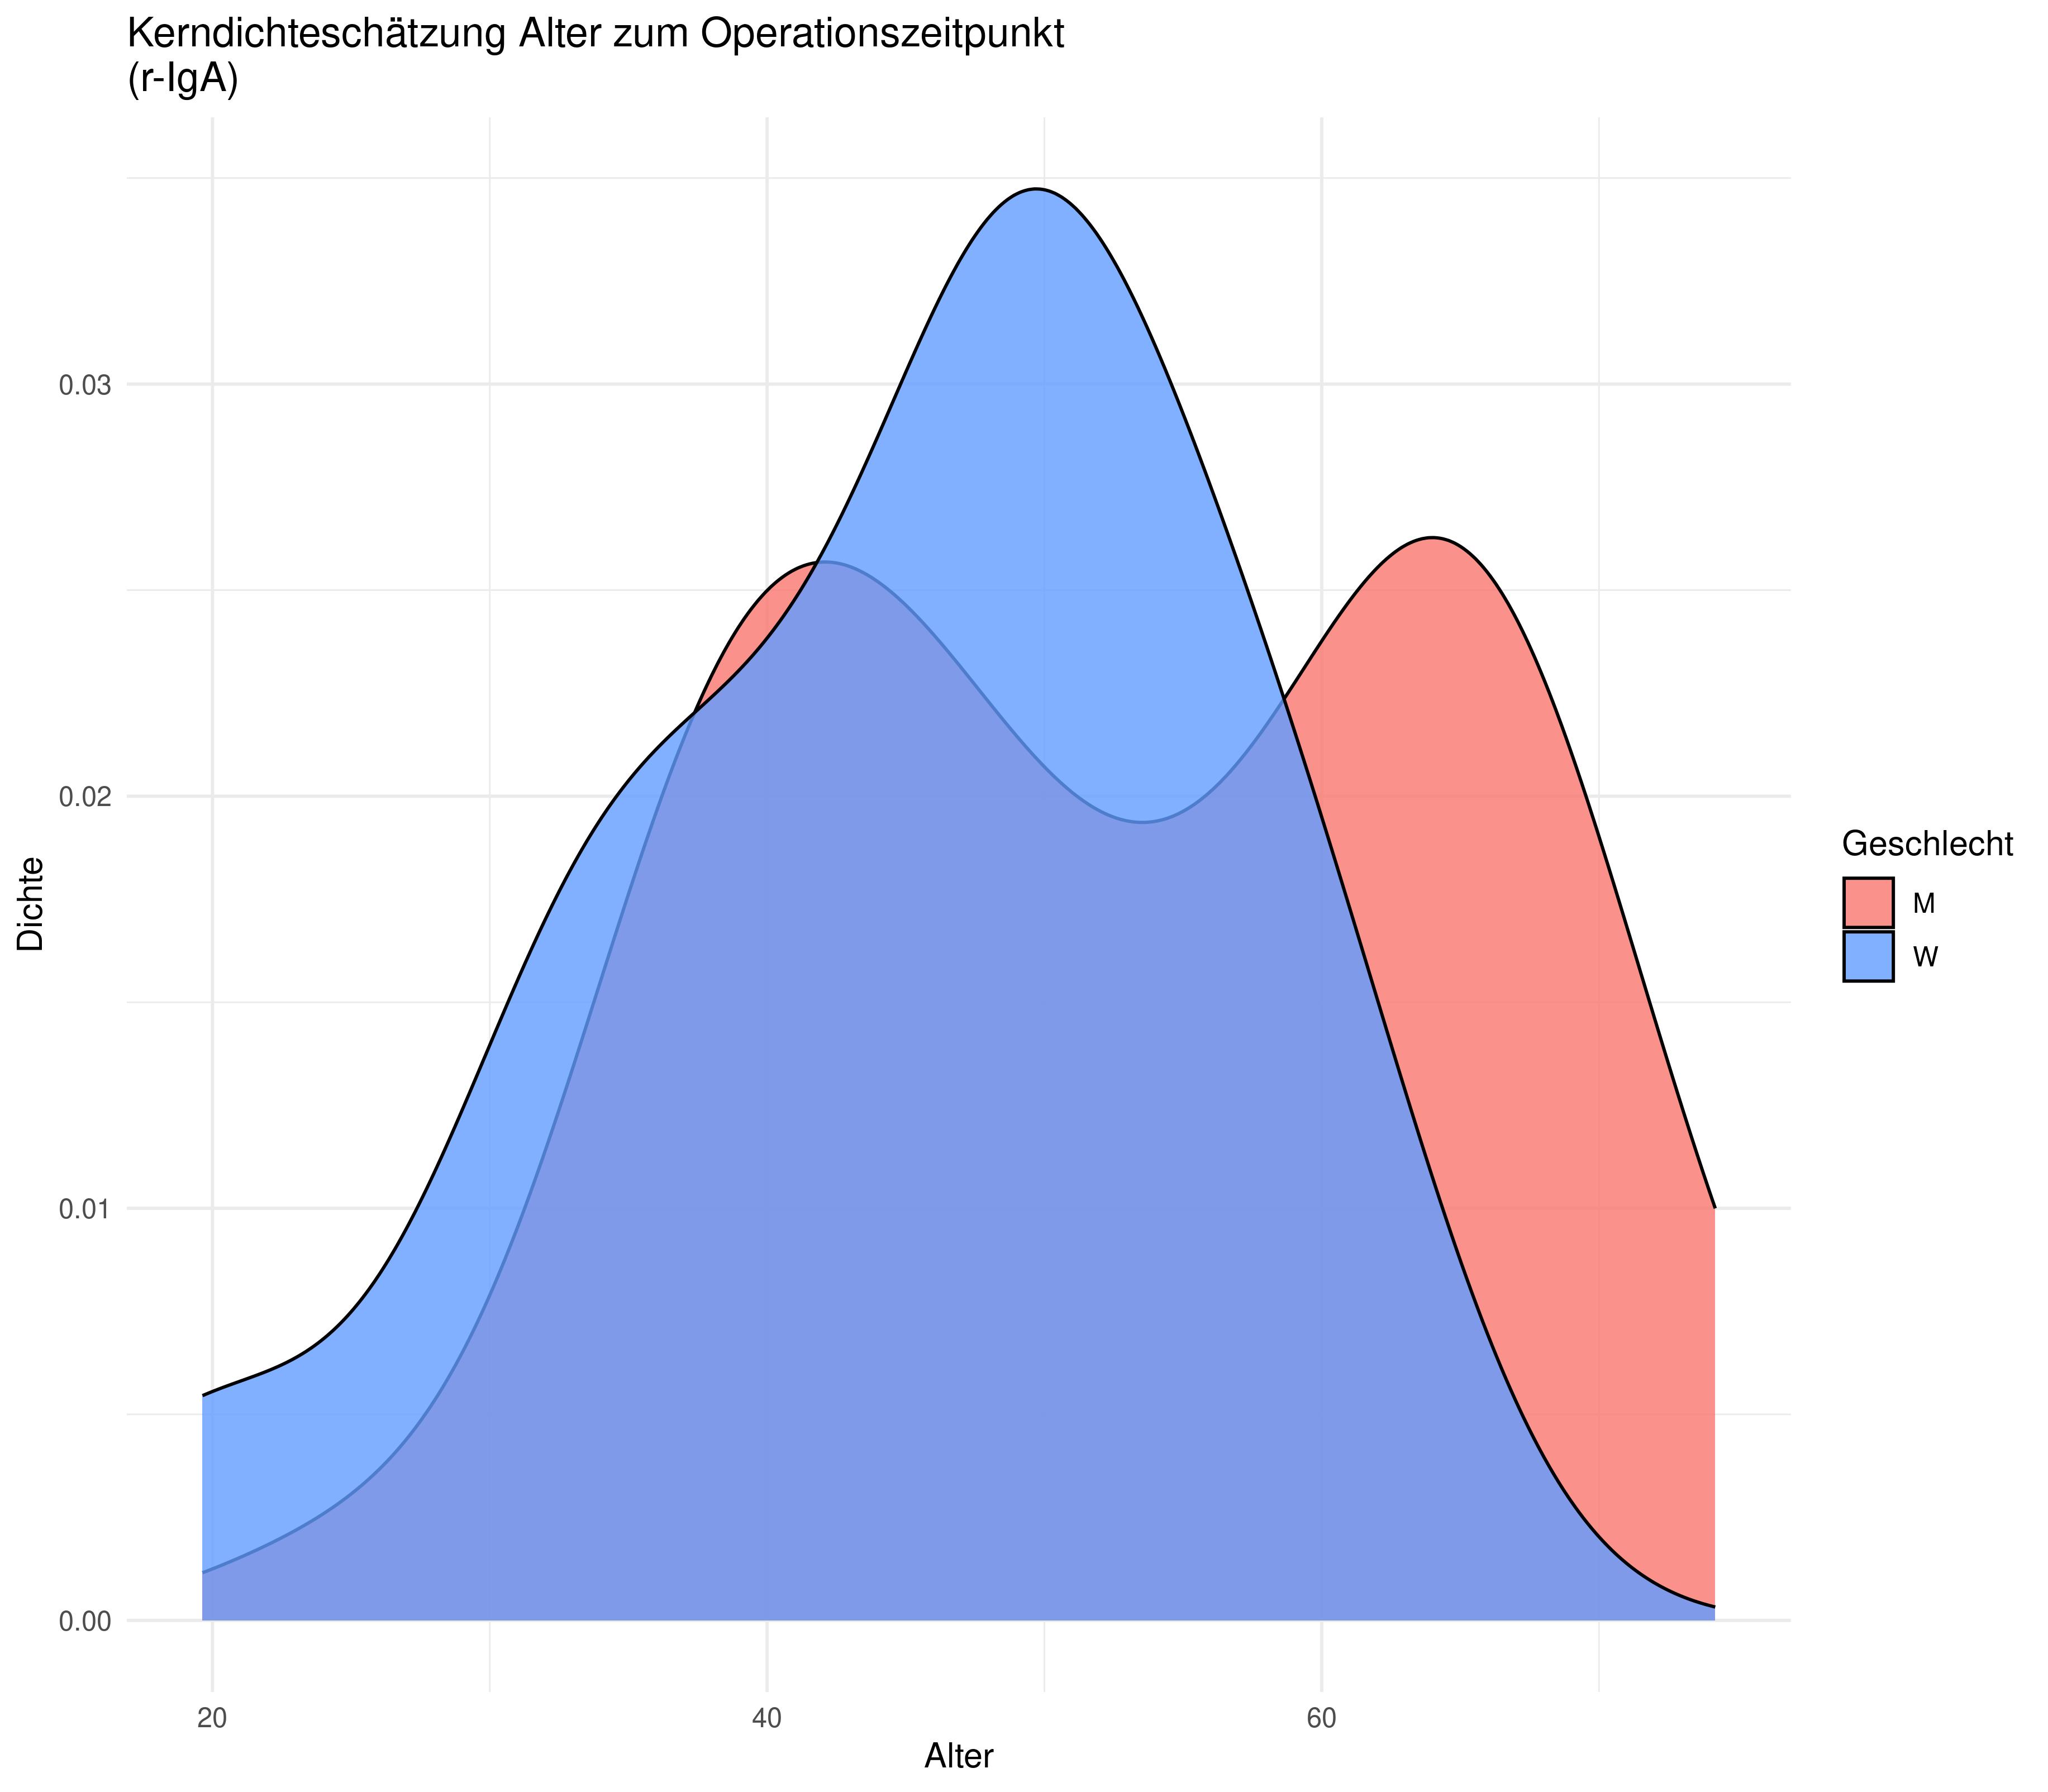 Kerndichteschätzung Alter zum Operationszeitpunkt
(r-IgA)
Dichte
0.03
0.02
0.01
0.00
20
40
60
Alter
Geschlecht
M
W